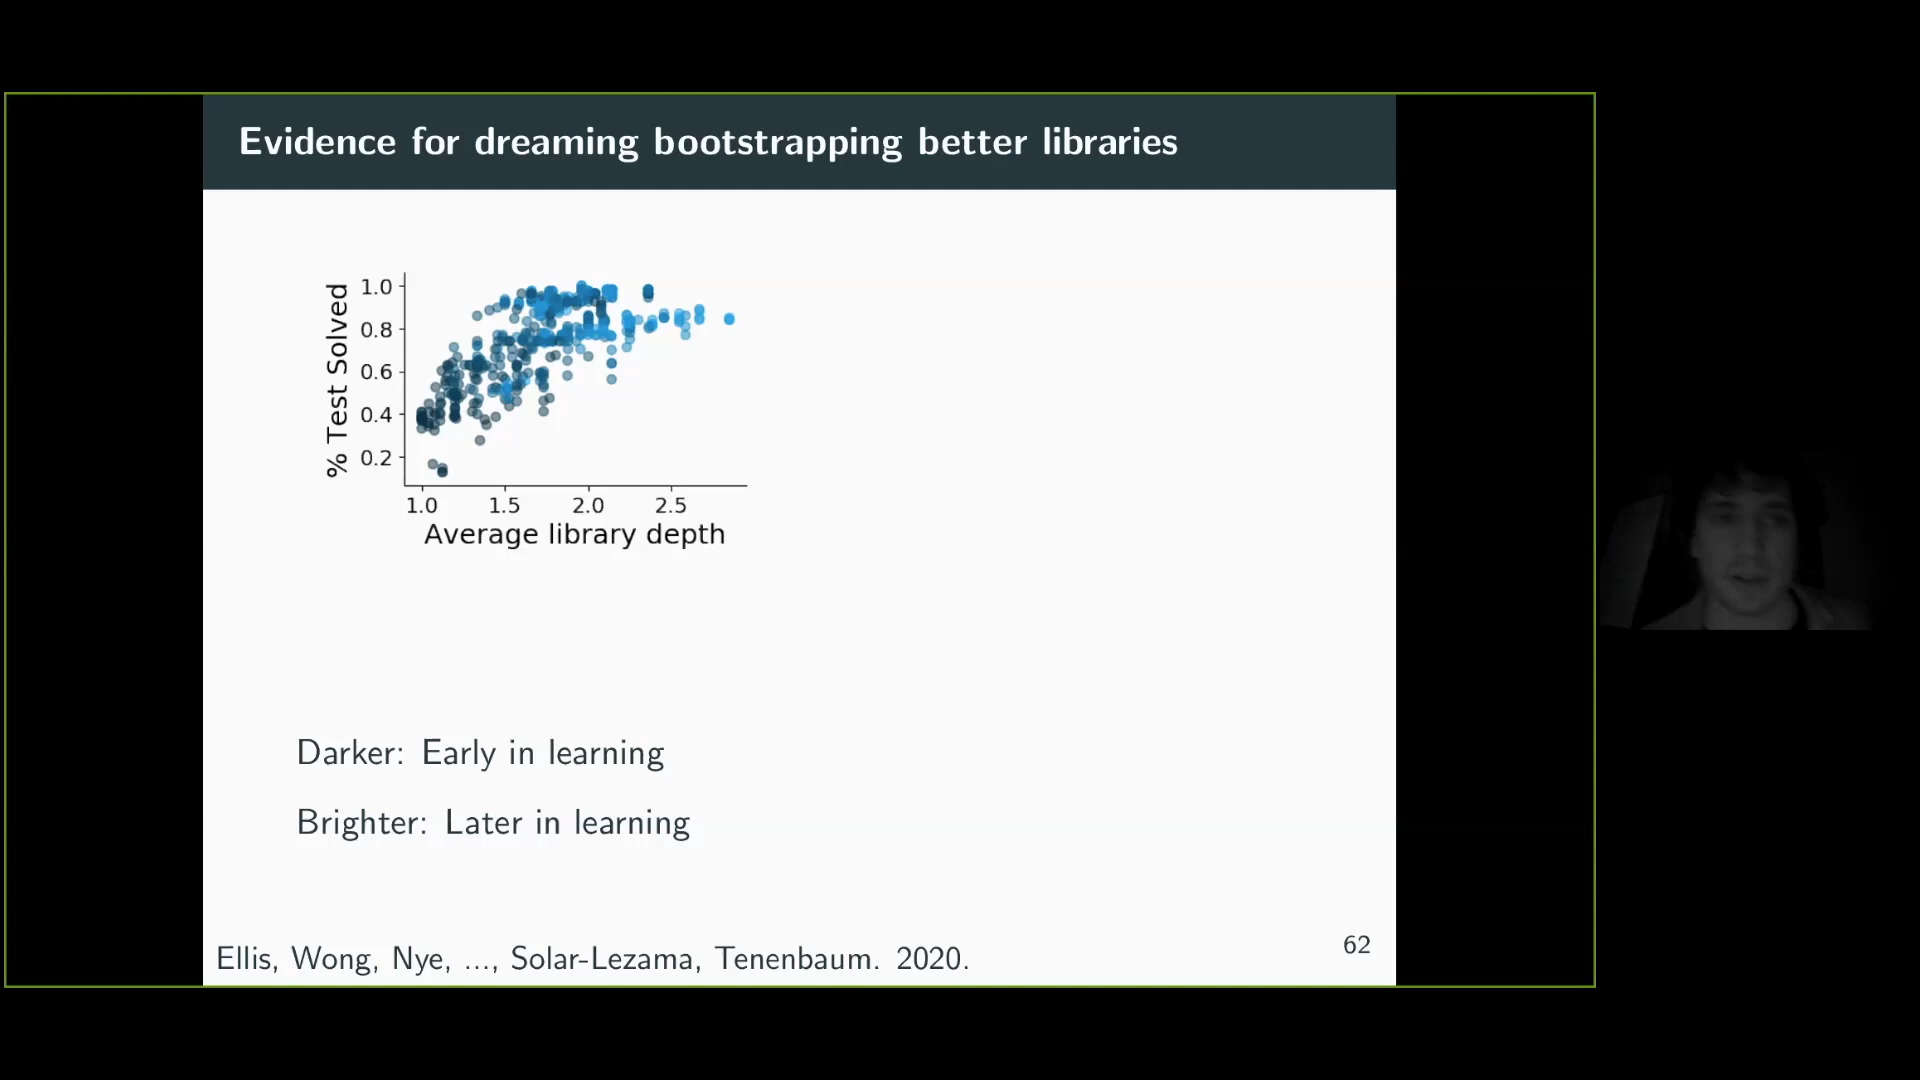 Evidence for dreaming bootstrapping better libraries
% Test Solved
1.0
0.8
0.6
0.4
0.2
1.0 1.5 2.0 2.5
Average library depth
Darker: Early in learning
Brighter: Later in learning
Ellis, Wong, Nye, ..., Solar-Lezama, Tenenbaum. 2020.
62